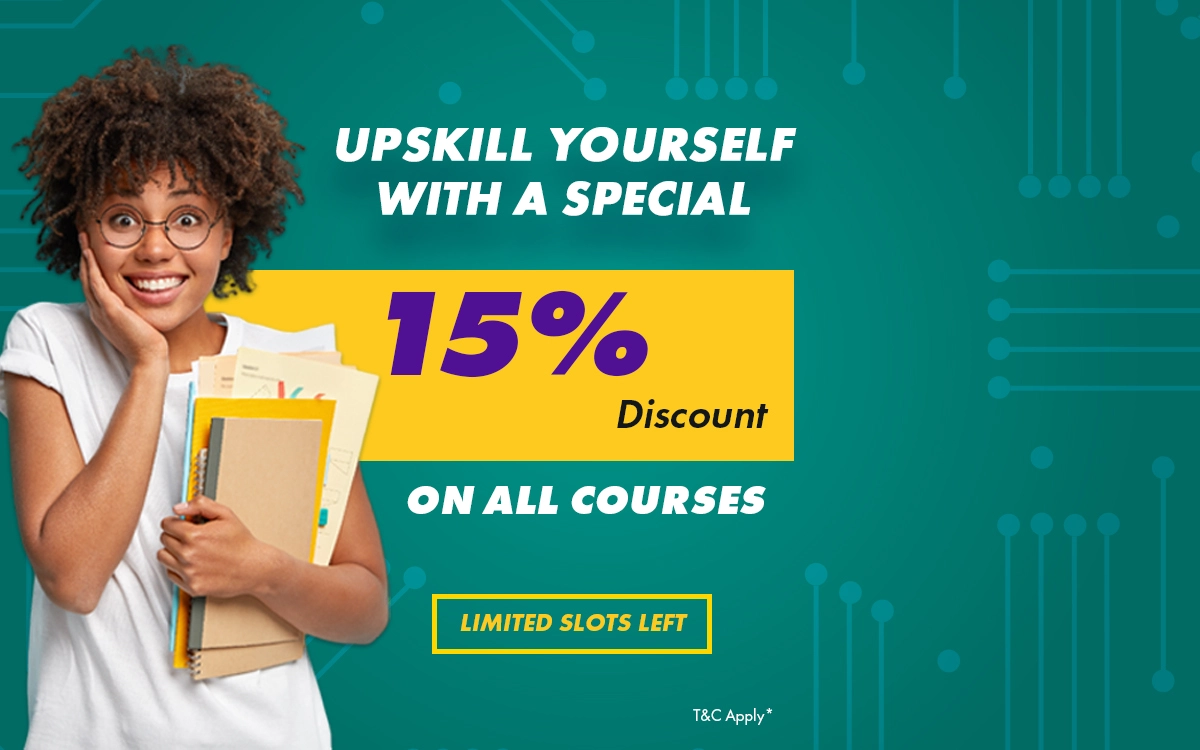 UPSKILL YOURSELF
WITH A SPECIAL
15%
Discount
ON ALL COURSES
LIMITED SLOTS LEFT
T&C Apply*